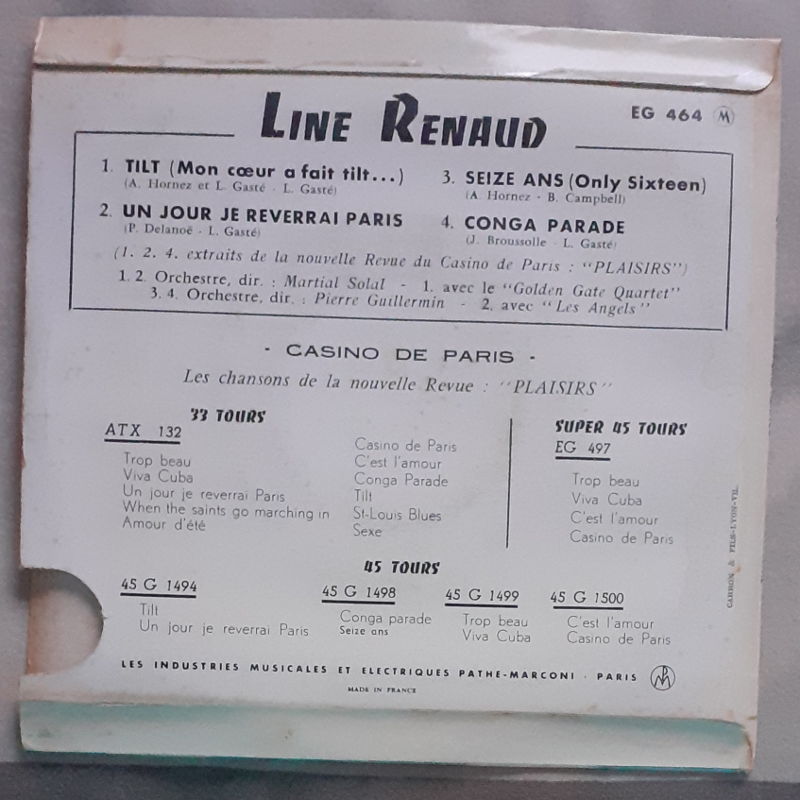 LINE RENAUD
EG 464 M
1. TILT (Mon cœur a fait tilt...)
(A. Hornez et L. Gasté - L. Gasté)
2. UN JOUR JE REVERRAI PARIS
(P. Delanoë - L. Gasté)
3. SEIZE ANS (Only Sixteen)
(A. Hornez - B. Campbell)
4. CONGA PARADE
(J. Broussolle - L. Gasté)
(1. 2. 4. extraits de la nouvelle Revue du Casino de Paris : "PLAISIRS")
1. 2. Orchestre, dir. : Martial Solal - 1. avec le "Golden Gate Quartet"
3. 4. Orchestre, dir. : Pierre Guillermin - 2. avec "Les Angels"
- CASINO DE PARIS -
Les chansons de la nouvelle Revue : "PLAISIRS"
33 TOURS
ATX 132
Trop beau
Viva Cuba
Un jour je reverrai Paris
When the saints go marching in
Amour d'été
Casino de Paris
C'est l'amour
Conga Parade
Tilt
St-Louis Blues
Sexe
SUPER 45 TOURS
EG 497
Trop beau
Viva Cuba
C'est l'amour
Casino de Paris
45 TOURS
45 G 1494
Tilt
Un jour je reverrai Paris
45 G 1498
Conga parade
Seize ans
45 G 1499
Trop beau
Viva Cuba
45 G 1500
C'est l'amour
Casino de Paris
LES INDUSTRIES MUSICALES ET ELECTRIQUES PATHE-MARCONI - PARIS
MADE IN FRANCE
& FILS-LYON-VIL.